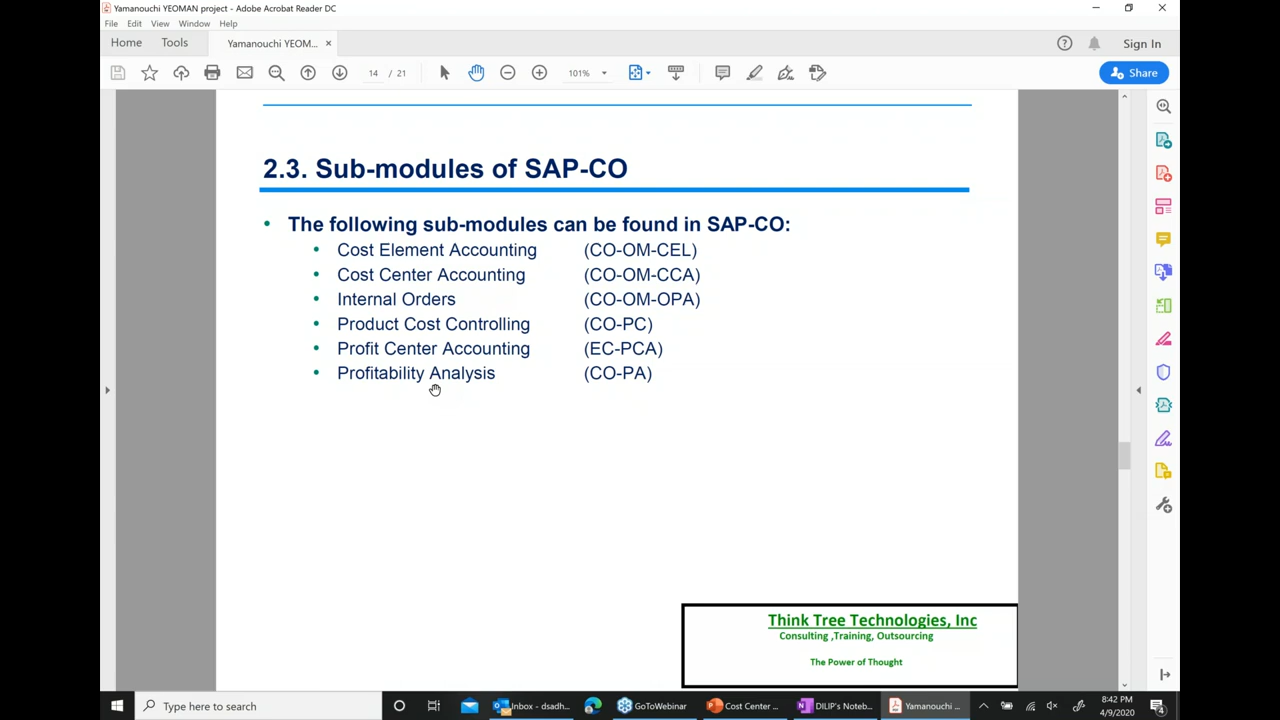 Yamanouchi YEOMAN project - Adobe Acrobat Reader DC
File Edit View Window Help
Home Tools Yamanouchi YEOM... × Sign In
14 / 21 101% Share
2.3. Sub-modules of SAP-CO
• The following sub-modules can be found in SAP-CO:
• Cost Element Accounting (CO-OM-CEL)
• Cost Center Accounting (CO-OM-CCA)
• Internal Orders (CO-OM-OPA)
• Product Cost Controlling (CO-PC)
• Profit Center Accounting (EC-PCA)
• Profitability Analysis (CO-PA)
Think Tree Technologies, Inc
Consulting ,Training, Outsourcing
The Power of Thought
Type here to search Inbox - dsadh... GoToWebinar Cost Center ... DILIP's Noteb... Yamanouchi ... 8:42 PM
4/9/2020 4